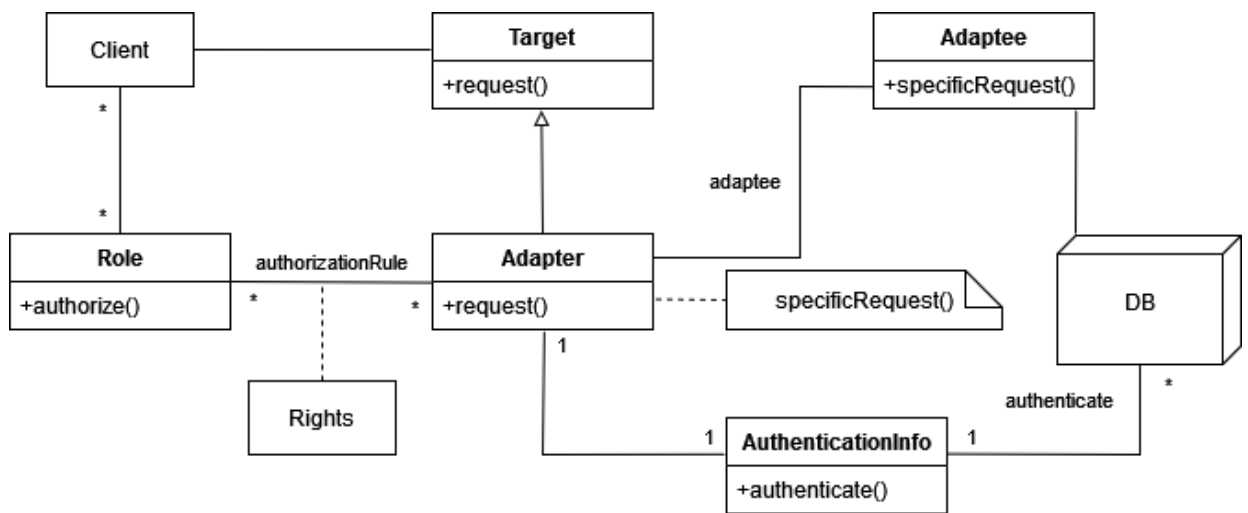 Client
Target
+request()
Adaptee
+specificRequest()
*
*
adaptee
Role
+authorize()
authorizationRule
*
*
Adapter
+request()
specificRequest()
DB
1
Rights
*
authenticate
1
AuthenticationInfo
+authenticate()
1